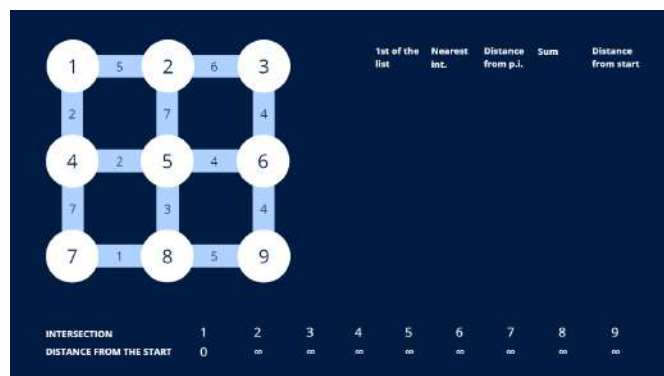 1 5 2 6 3
2 7 4
4 2 5 4 6
7 3 4
7 1 8 5 9
1st of the list
Nearest int.
Distance from p.i.
Sum
Distance from start
INTERSECTION 1 2 3 4 5 6 7 8 9
DISTANCE FROM THE START 0 ∞ ∞ ∞ ∞ ∞ ∞ ∞ ∞